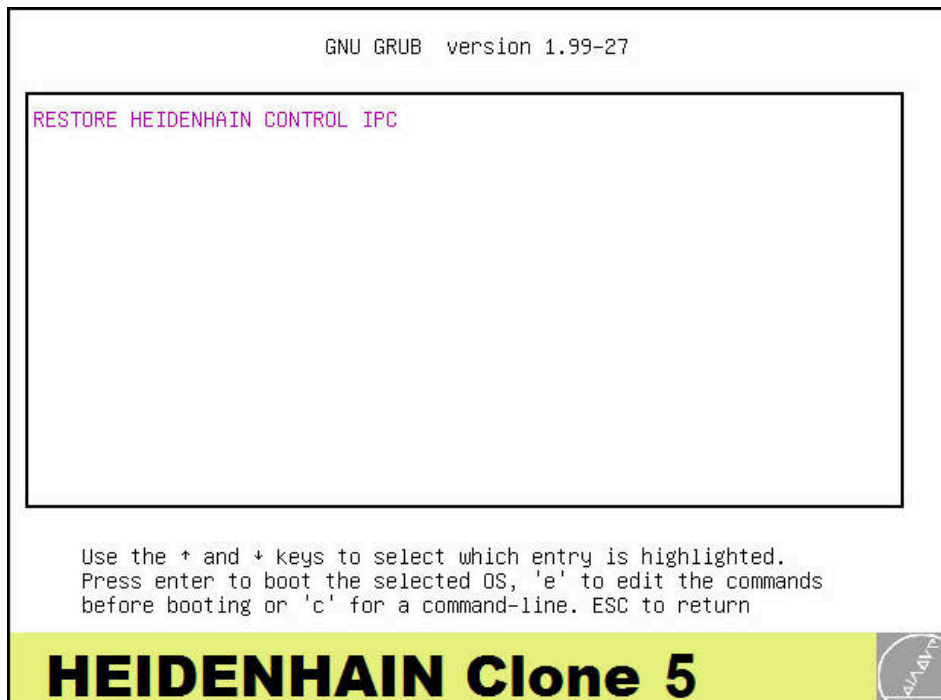 GNU GRUB version 1.99-27
RESTORE HEIDENHAIN CONTROL IPC
Use the ↑ and ↓ keys to select which entry is highlighted.
Press enter to boot the selected OS, 'e' to edit the commands
before booting or 'c' for a command-line. ESC to return
HEIDENHAIN Clone 5